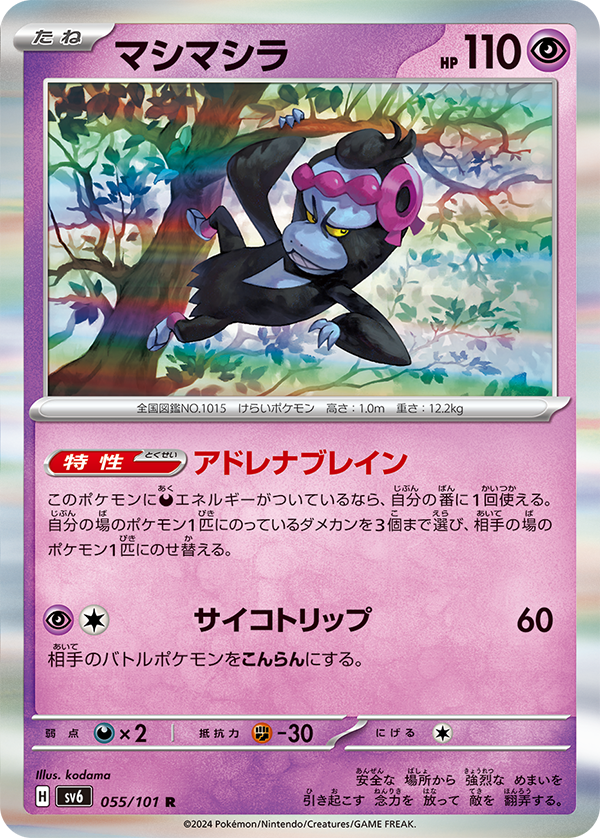 たね マシマシラ HP 110
全国図鑑NO.1015 けらいポケモン 高さ:1.0m 重さ:12.2kg
特性 とくせい アドレナブレイン
このポケモンに悪エネルギーがついているなら、自分の番に1回使える。
自分の場のポケモン1匹にのっているダメカンを3個まで選び、相手の場の
ポケモン1匹にのせ替える。
サイコトリップ 60
相手のバトルポケモンをこんらんにする。
弱点 ×2 抵抗力 -30 にげる
Illus. kodama
H sv6 055/101 R
安全な 場所から 強烈な めまいを
引き起こす 念力を 放って 敵を 翻弄する。
©2024 Pokémon/Nintendo/Creatures/GAME FREAK.